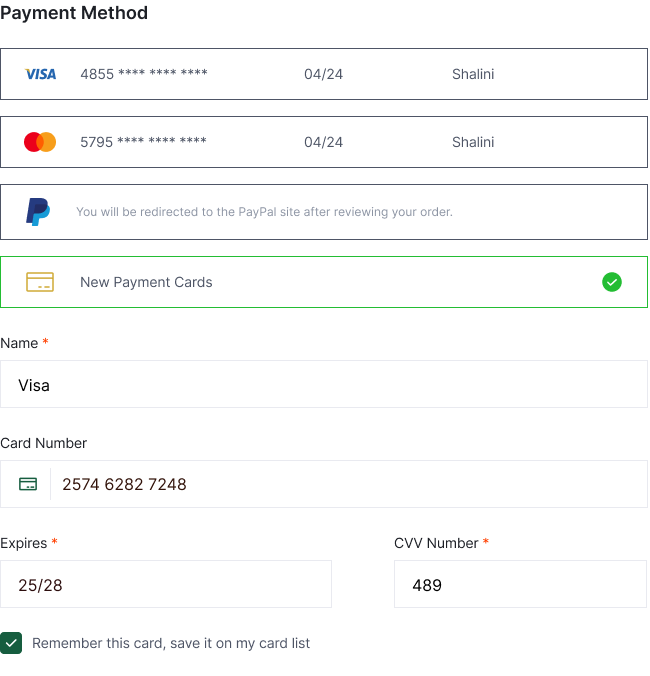 Payment Method
VISA 4855 **** **** **** 04/24 Shalini
5795 **** **** **** 04/24 Shalini
You will be redirected to the PayPal site after reviewing your order.
New Payment Cards
Name *
Visa
Card Number
2574 6282 7248
Expires * CVV Number *
25/28 489
Remember this card, save it on my card list